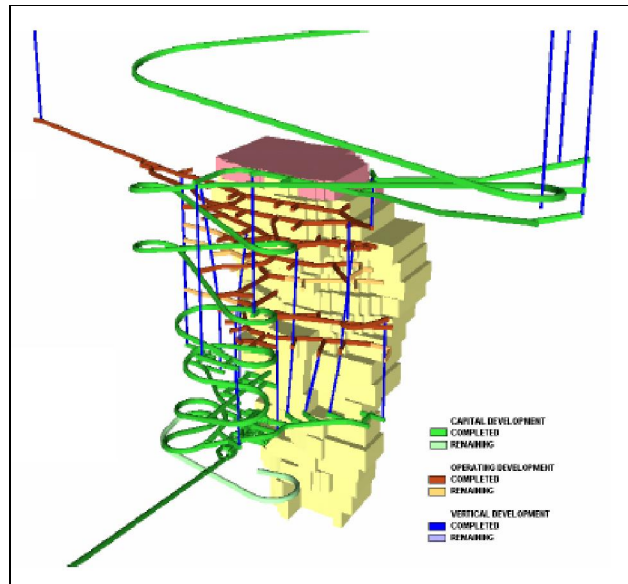 CAPITAL DEVELOPMENT
COMPLETED
REMAINING
OPERATING DEVELOPMENT
COMPLETED
REMAINING
VERTICAL DEVELOPMENT
COMPLETED
REMAINING